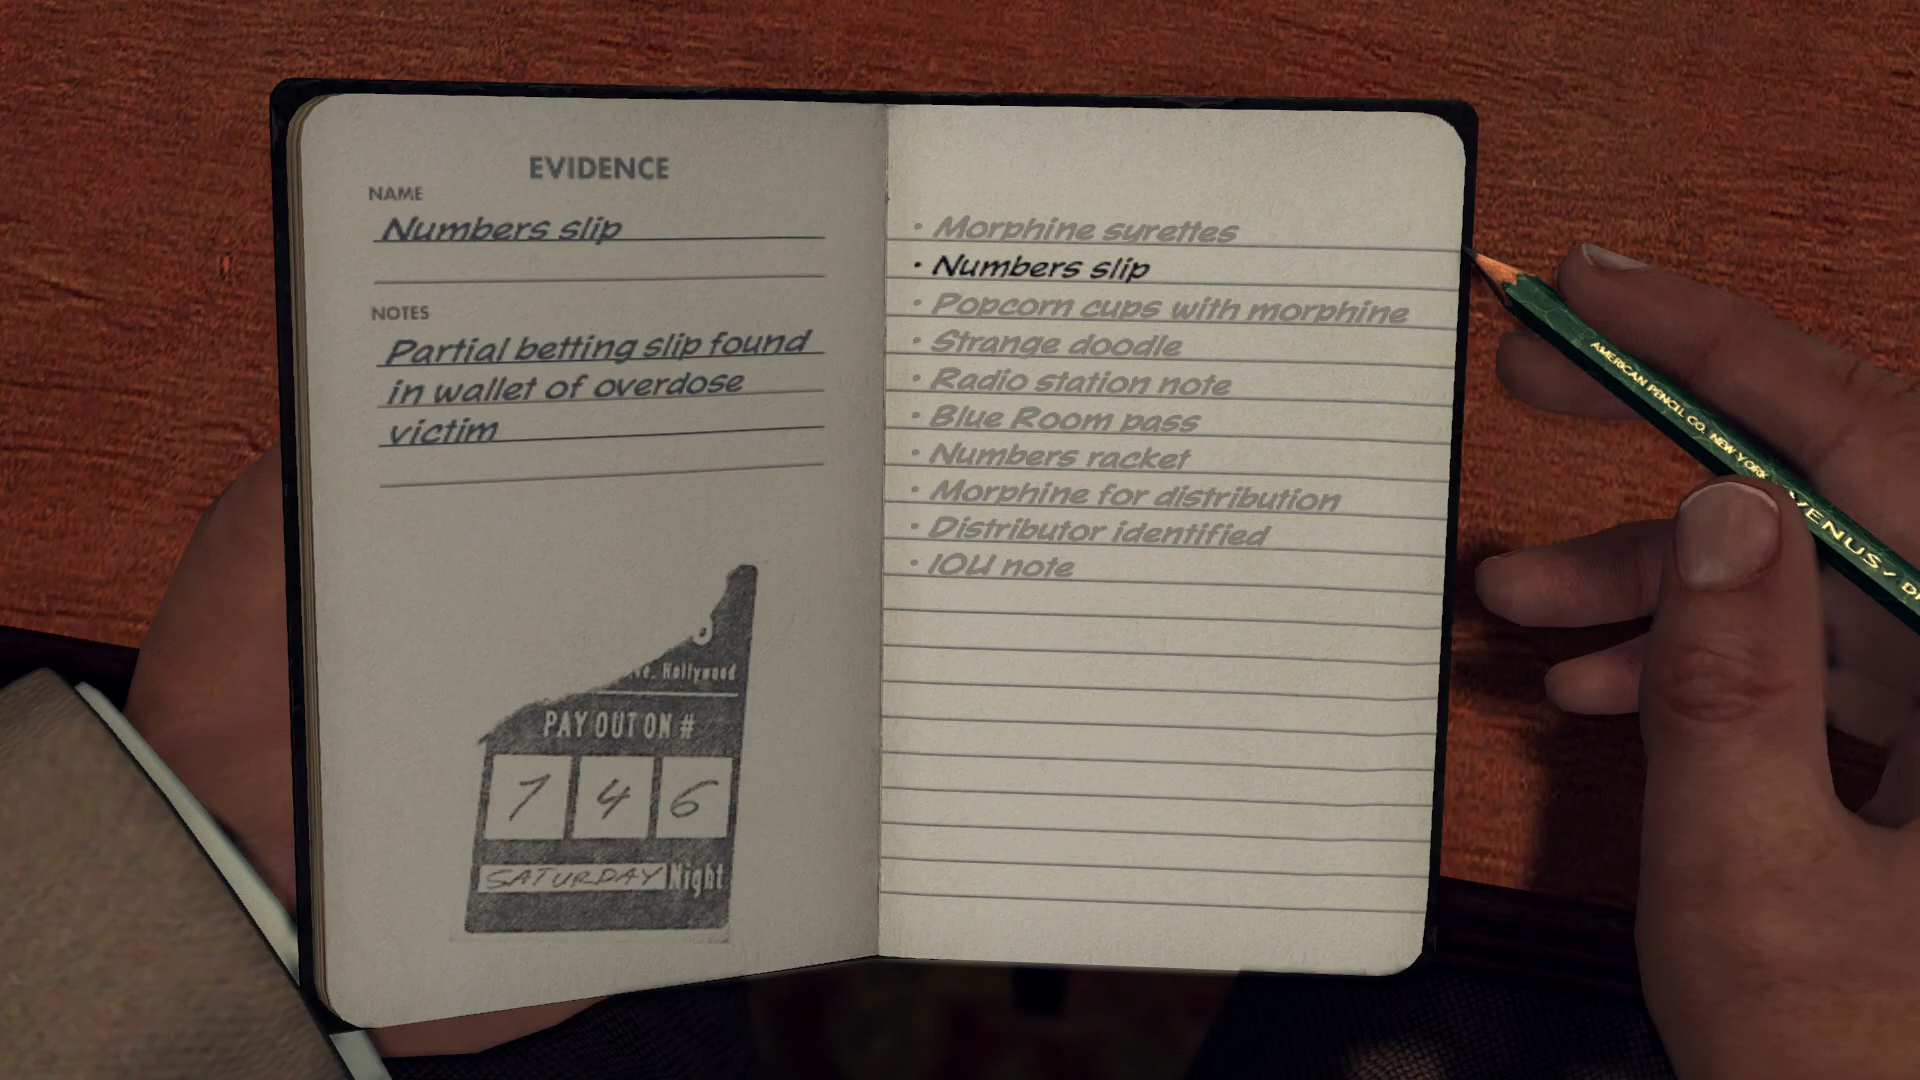 EVIDENCE
NAME
Numbers slip
NOTES
Partial betting slip found
in wallet of overdose
victim
Hollywood
PAY OUT ON #
7 4 6
SATURDAY Night
• Morphine syrettes
• Numbers slip
• Popcorn cups with morphine
• Strange doodle
• Radio station note
• Blue Room pass
• Numbers racket
• Morphine for distribution
• Distributor identified
• IOU note
AMERICAN PENCIL CO. NEW YORK
VENUS